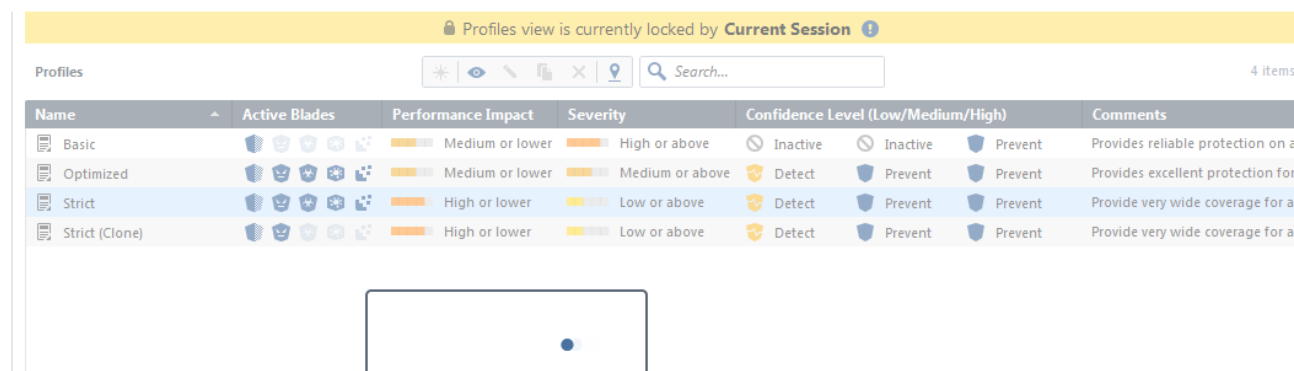 Profiles view is currently locked by Current Session
Profiles Search... 4 items
Name Active Blades Performance Impact Severity Confidence Level (Low/Medium/High) Comments
Basic Medium or lower High or above Inactive Inactive Prevent Provides reliable protection on a
Optimized Medium or lower Medium or above Detect Prevent Prevent Provides excellent protection for
Strict High or lower Low or above Detect Prevent Prevent Provide very wide coverage for a
Strict (Clone) High or lower Low or above Detect Prevent Prevent Provide very wide coverage for a